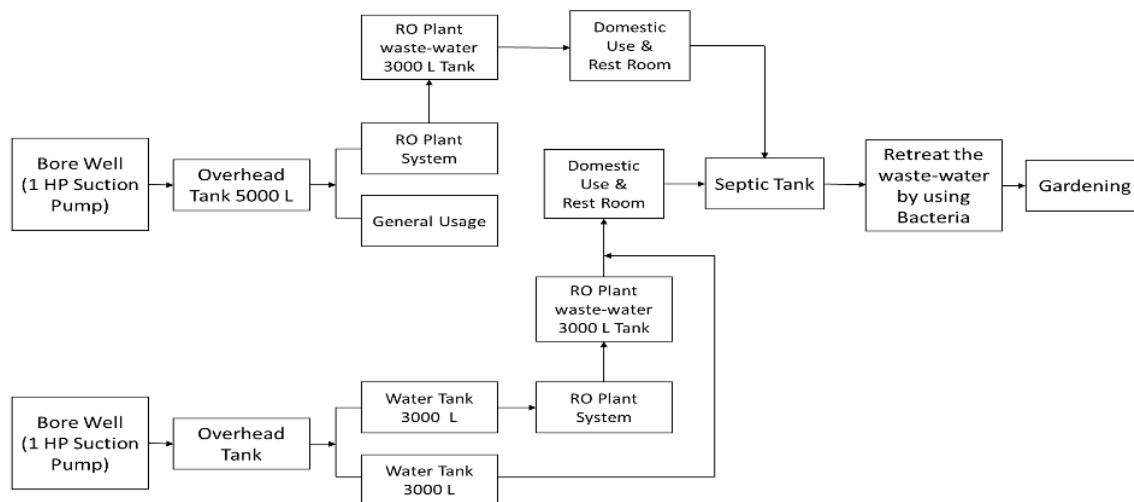 RO Plant
waste-water
3000 L Tank
Domestic
Use &
Rest Room
Bore Well
(1 HP Suction
Pump)
Overhead
Tank 5000 L
RO Plant
System
General Usage
Domestic
Use &
Rest Room
Septic Tank
Retreat the
waste-water
by using
Bacteria
Gardening
RO Plant
waste-water
3000 L Tank
Bore Well
(1 HP Suction
Pump)
Overhead
Tank
Water Tank
3000 L
RO Plant
System
Water Tank
3000 L